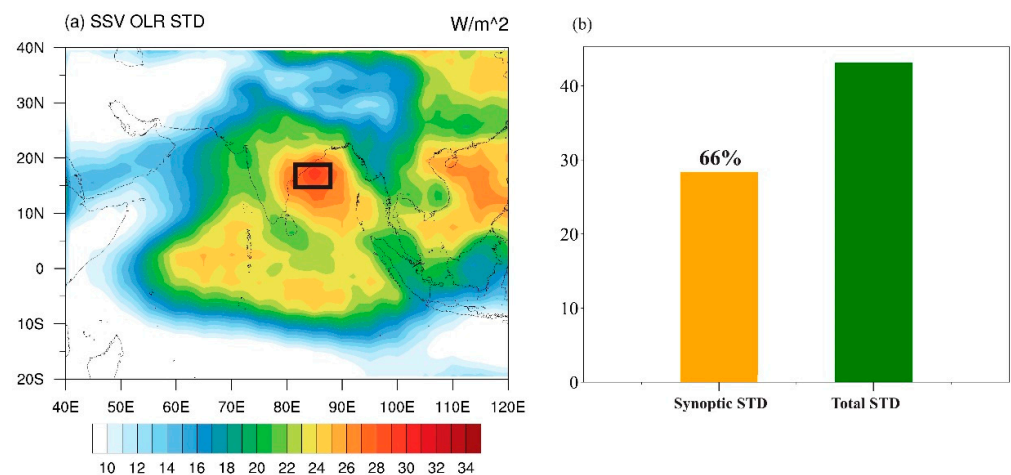 (a) SSV OLR STD W/m^2
40N
30N
20N
10N
0
10S
20S
40E 50E 60E 70E 80E 90E 100E 110E 120E
10 12 14 16 18 20 22 24 26 28 30 32 34
(b)
40
30
20
10
0
66%
Synoptic STD Total STD